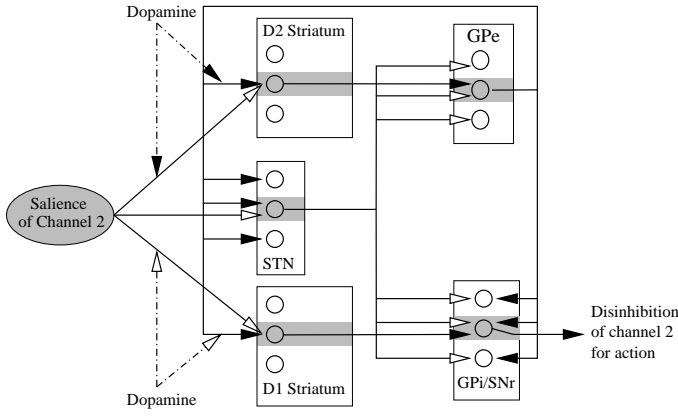 Dopamine
D2 Striatum
GPe
Salience
of Channel 2
STN
Disinhibition
of channel 2
for action
D1 Striatum
GPi/SNr
Dopamine